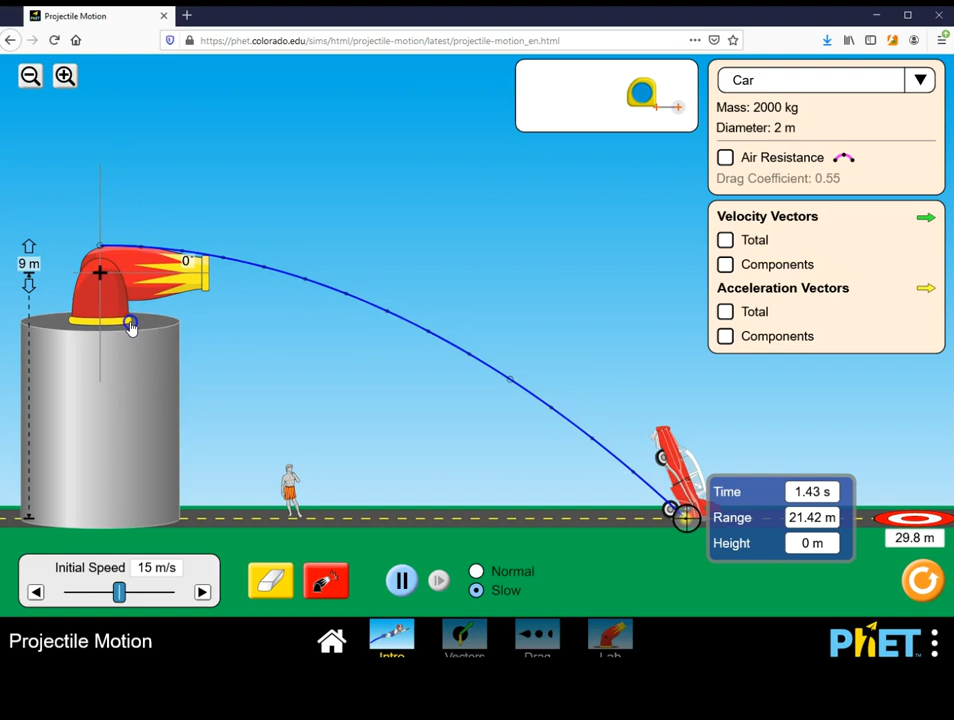 Projectile Motion
https://phet.colorado.edu/sims/html/projectile-motion/latest/projectile-motion_en.html
Car
Mass: 2000 kg
Diameter: 2 m
Air Resistance
Drag Coefficient: 0.55
Velocity Vectors
Total
Components
Acceleration Vectors
Total
Components
9 m
0°
Time 1.43 s
Range 21.42 m
Height 0 m
29.8 m
Initial Speed 15 m/s
Normal
Slow
Projectile Motion
Intro
Vectors
Drag
Lab
PhET